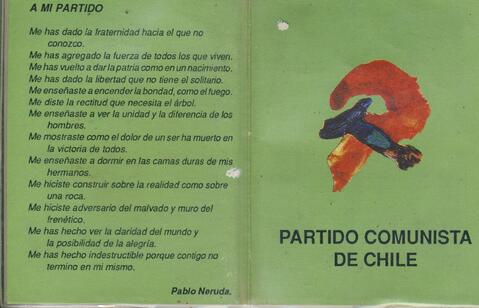 A MI PARTIDO
Me has dado la fraternidad hacia el que no
conozco.
Me has agregado la fuerza de todos los que viven.
Me has vuelto a dar la patria como en un nacimiento.
Me has dado la libertad que no tiene el solitario.
Me enseñaste a encender la bondad, como el fuego.
Me diste la rectitud que necesita el árbol.
Me enseñaste a ver la unidad y la diferencia de los
hombres.
Me mostraste como el dolor de un ser ha muerto en
la victoria de todos.
Me enseñaste a dormir en las camas duras de mis
hermanos.
Me hiciste construir sobre la realidad como sobre
una roca.
Me hiciste adversario del malvado y muro del
frenético.
Me has hecho ver la claridad del mundo y
la posibilidad de la alegría.
Me has hecho indestructible porque contigo no
termino en mi mismo.
Pablo Neruda.
PARTIDO COMUNISTA
DE CHILE